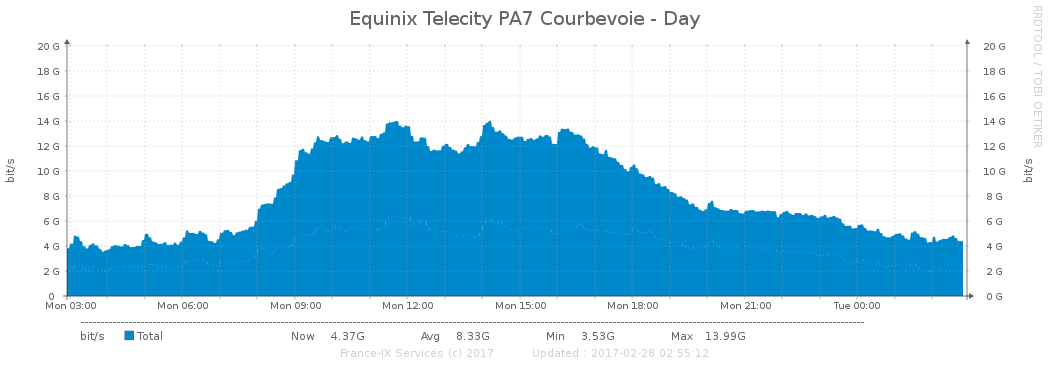 Equinix Telecity PA7 Courbevoie - Day
RRDTOOL / TOBI OETIKER
20 G 20 G
18 G 18 G
16 G 16 G
14 G 14 G
12 G 12 G
10 G 10 G
8 G 8 G
6 G 6 G
4 G 4 G
2 G 2 G
0 0 G
bit/s bit/s
Mon 03:00 Mon 06:00 Mon 09:00 Mon 12:00 Mon 15:00 Mon 18:00 Mon 21:00 Tue 00:00
bit/s Total Now 4.37G Avg 8.33G Min 3.53G Max 13.99G
France-IX Services (c) 2017 Updated : 2017-02-28 02:55:12